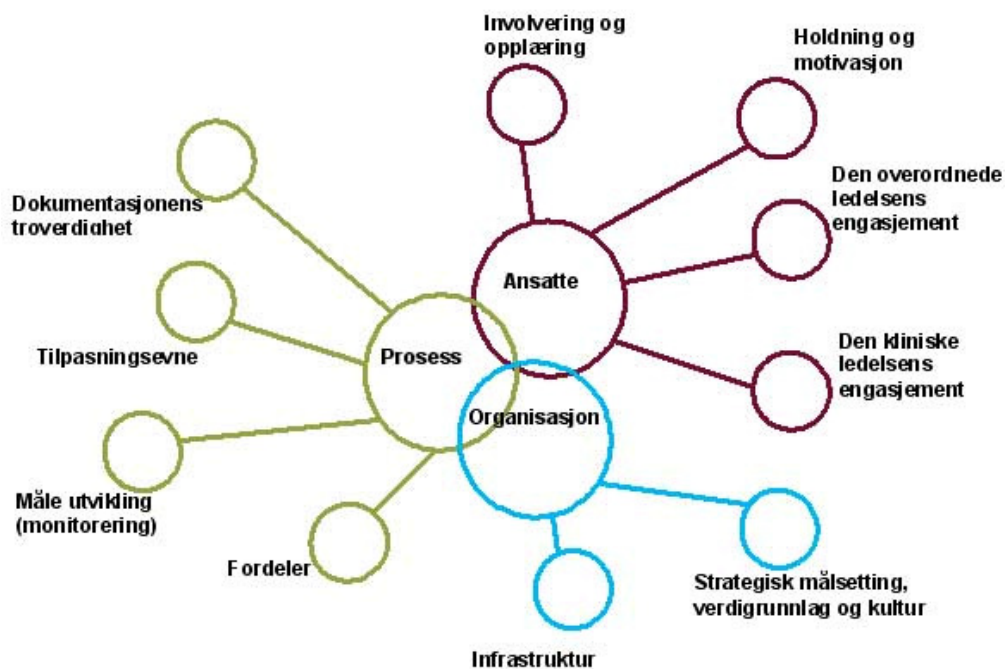 Involvering og
opplæring
Holdning og
motivasjon
Den overordnede
ledelsens
engasjement
Dokumentasjonens
troverdighet
Ansatte
Tilpasningsevne
Prosess
Den kliniske
ledelsens
engasjement
Organisasjon
Måle utvikling
(monitorering)
Fordeler
Strategisk målsetting,
verdigrunnlag og kultur
Infrastruktur